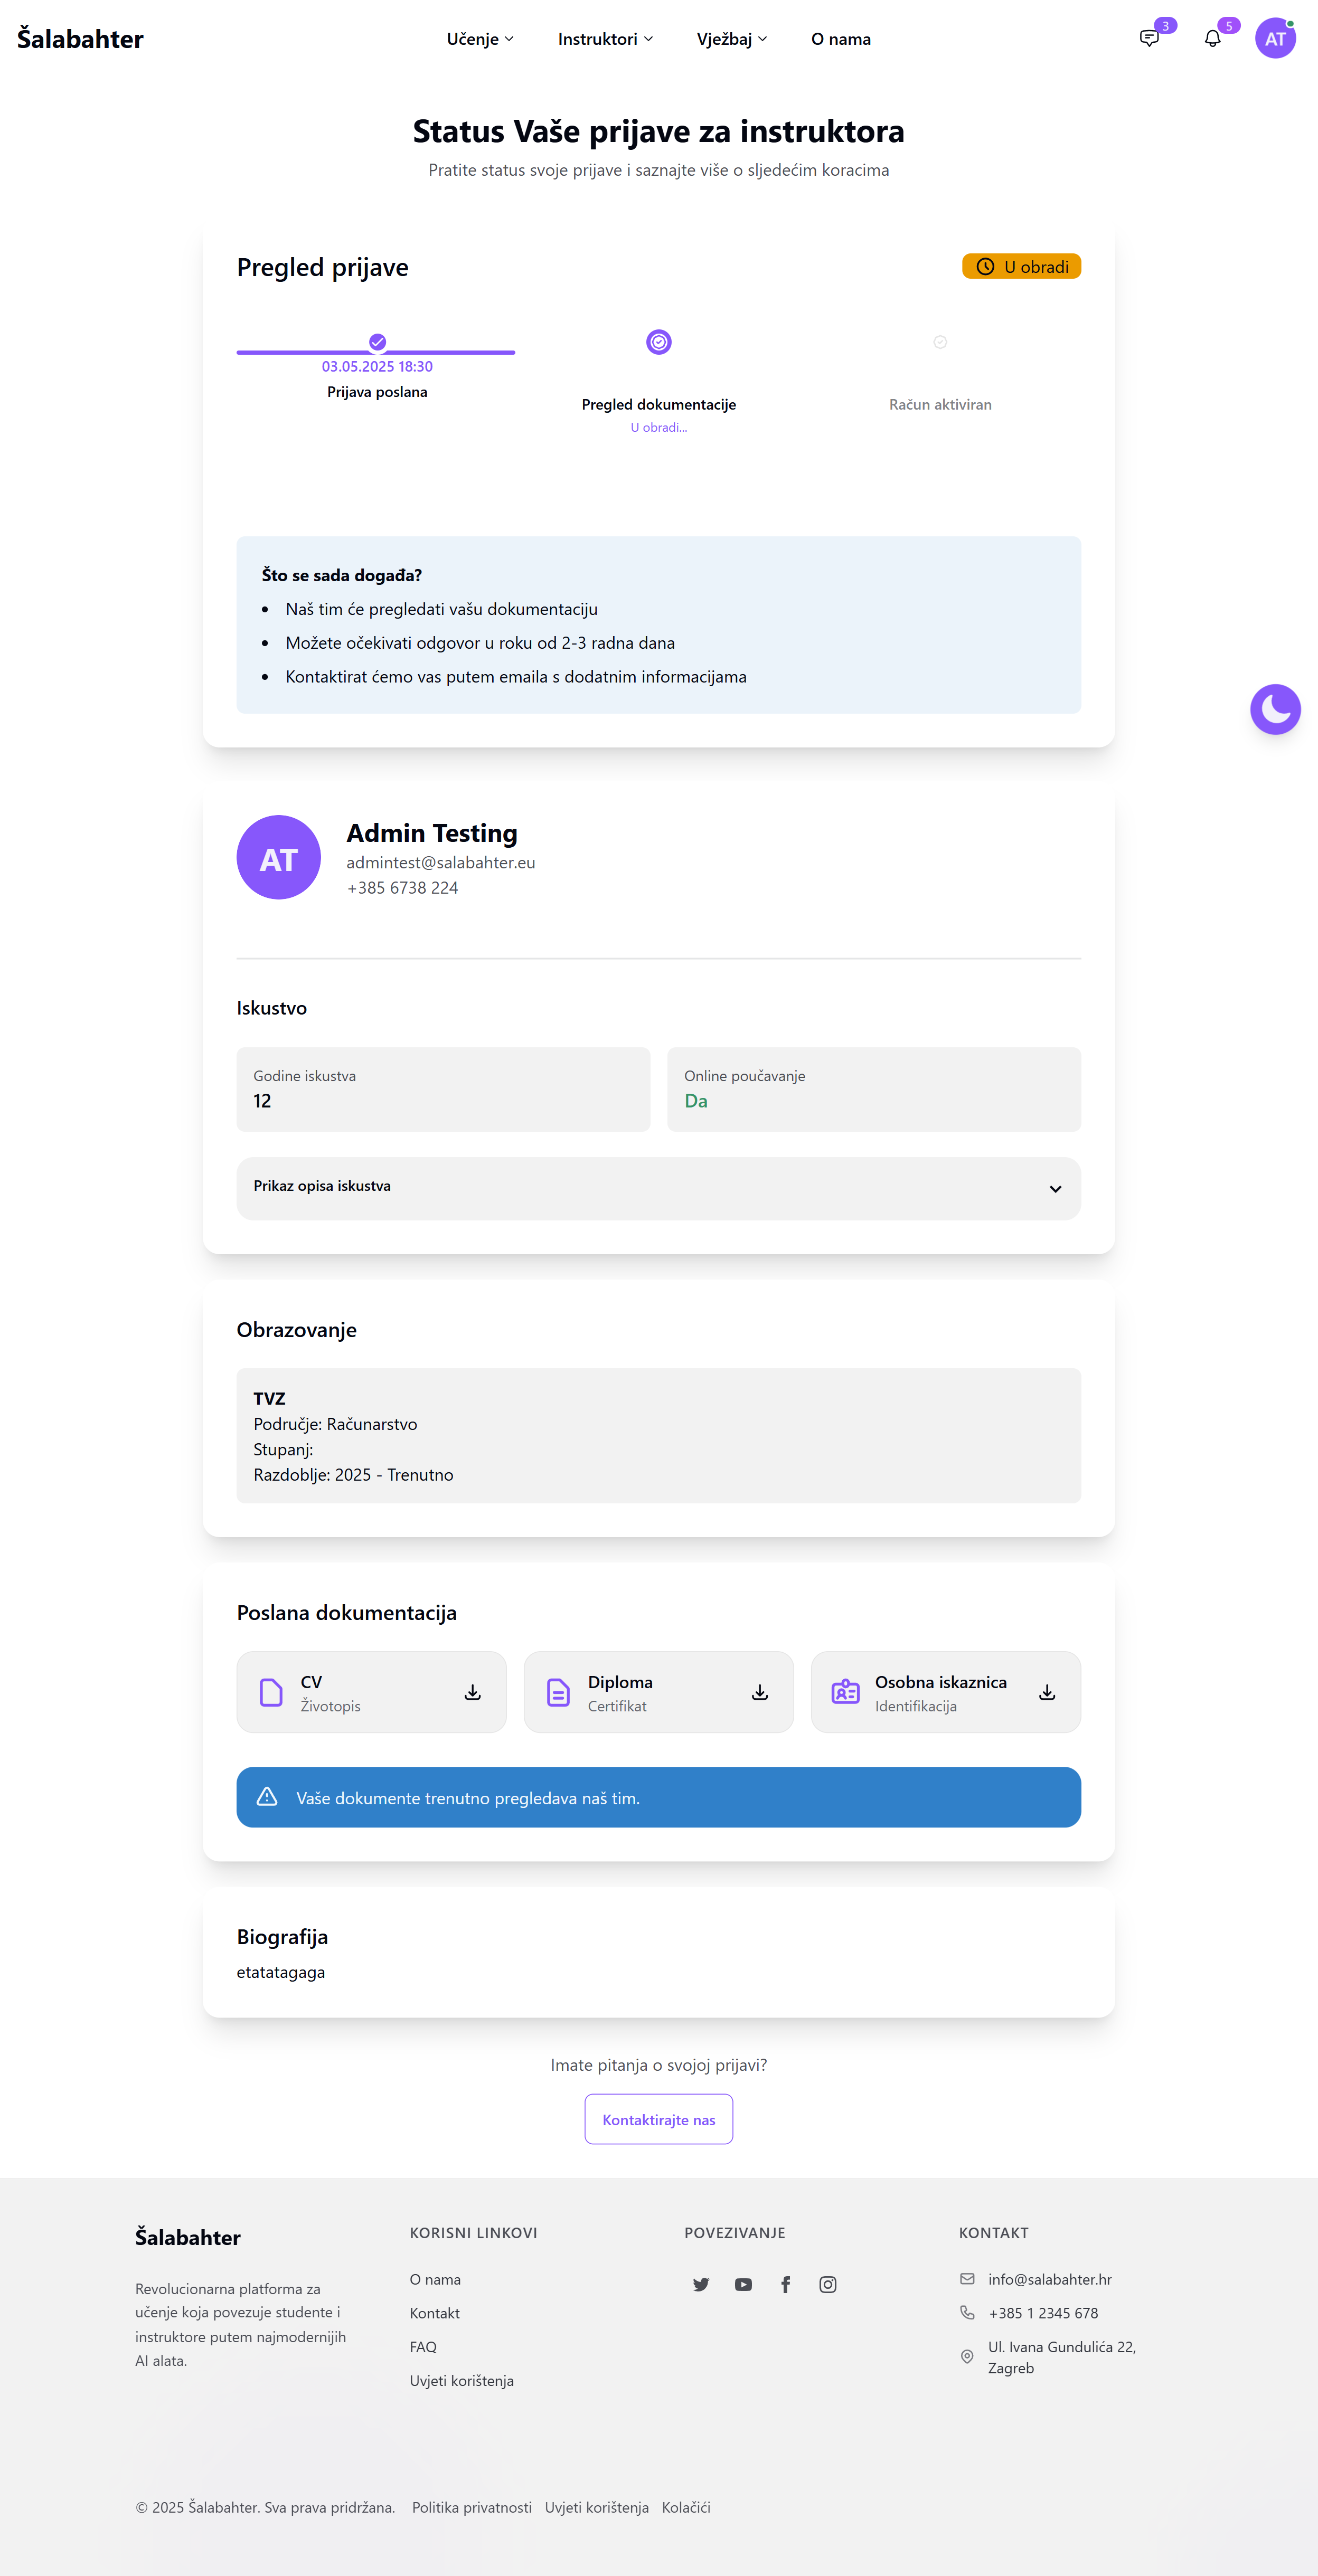 Šalabahter
Učenje
Instruktori
Vježbaj
O nama
3
5
AT
Status Vaše prijave za instruktora
Pratite status svoje prijave i saznajte više o sljedećim koracima
Pregled prijave
U obradi
03.05.2025 18:30
Prijava poslana
Pregled dokumentacije
U obradi...
Račun aktiviran
Što se sada događa?
Naš tim će pregledati vašu dokumentaciju
Možete očekivati odgovor u roku od 2-3 radna dana
Kontaktirat ćemo vas putem emaila s dodatnim informacijama
AT
Admin Testing
admintest@salabahter.eu
+385 6738 224
Iskustvo
Godine iskustva
12
Online poučavanje
Da
Prikaz opisa iskustva
Obrazovanje
TVZ
Područje: Računarstvo
Stupanj:
Razdoblje: 2025 - Trenutno
Poslana dokumentacija
CV
Životopis
Diploma
Certifikat
Osobna iskaznica
Identifikacija
Vaše dokumente trenutno pregledava naš tim.
Biografija
etatatagaga
Imate pitanja o svojoj prijavi?
Kontaktirajte nas
Šalabahter
Revolucionarna platforma za
učenje koja povezuje studente i
instruktore putem najmodernijih
AI alata.
KORISNI LINKOVI
O nama
Kontakt
FAQ
Uvjeti korištenja
POVEZIVANJE
KONTAKT
info@salabahter.hr
+385 1 2345 678
Ul. Ivana Gundulića 22,
Zagreb
© 2025 Šalabahter. Sva prava pridržana.
Politika privatnosti
Uvjeti korištenja
Kolačići